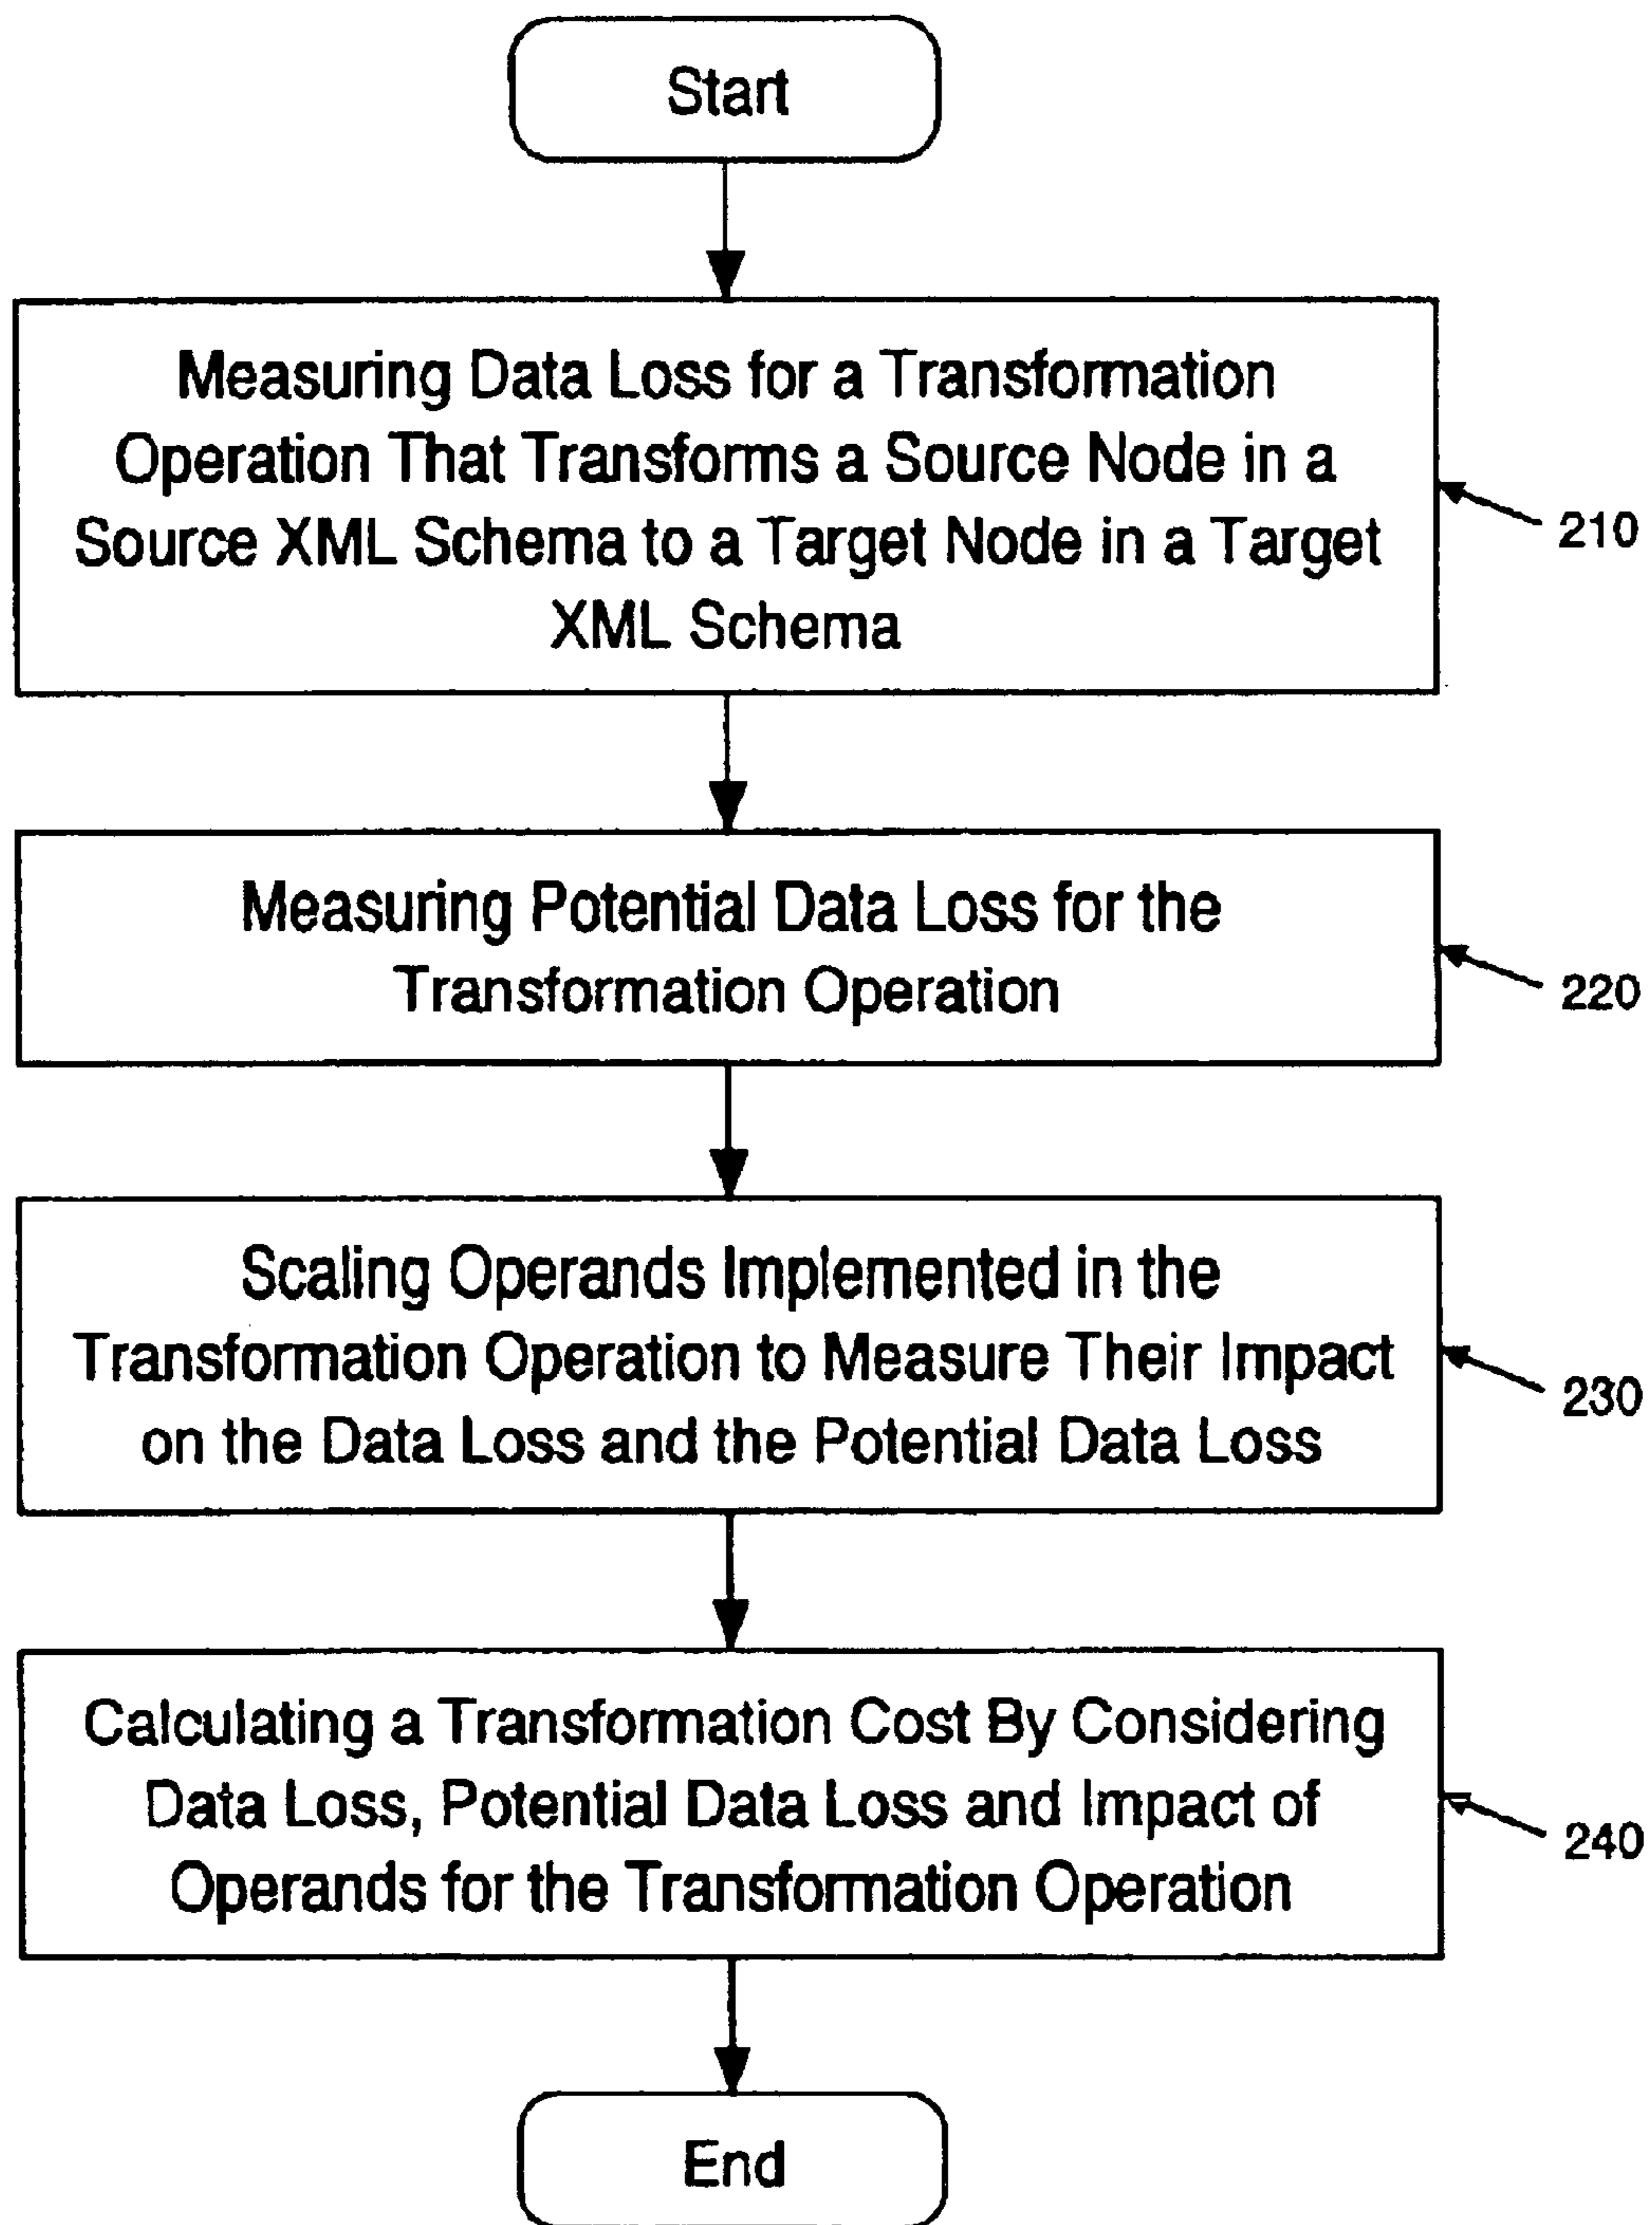 Start
Measuring Data Loss for a Transformation
Operation That Transforms a Source Node in a
Source XML Schema to a Target Node in a Target
XML Schema
210
Measuring Potential Data Loss for the
Transformation Operation
220
Scaling Operands Implemented in the
Transformation Operation to Measure Their Impact
on the Data Loss and the Potential Data Loss
230
Calculating a Transformation Cost By Considering
Data Loss, Potential Data Loss and Impact of
Operands for the Transformation Operation
240
End